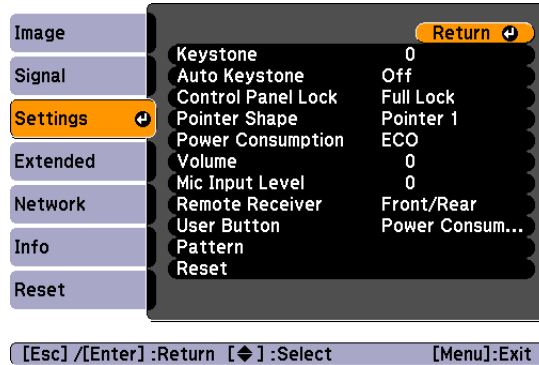 Image
Signal
Settings
Extended
Network
Info
Reset
Return
Keystone 0
Auto Keystone Off
Control Panel Lock Full Lock
Pointer Shape Pointer 1
Power Consumption ECO
Volume 0
Mic Input Level 0
Remote Receiver Front/Rear
User Button Power Consum...
Pattern
Reset
[Esc] /[Enter] :Return [◆] :Select [Menu]:Exit